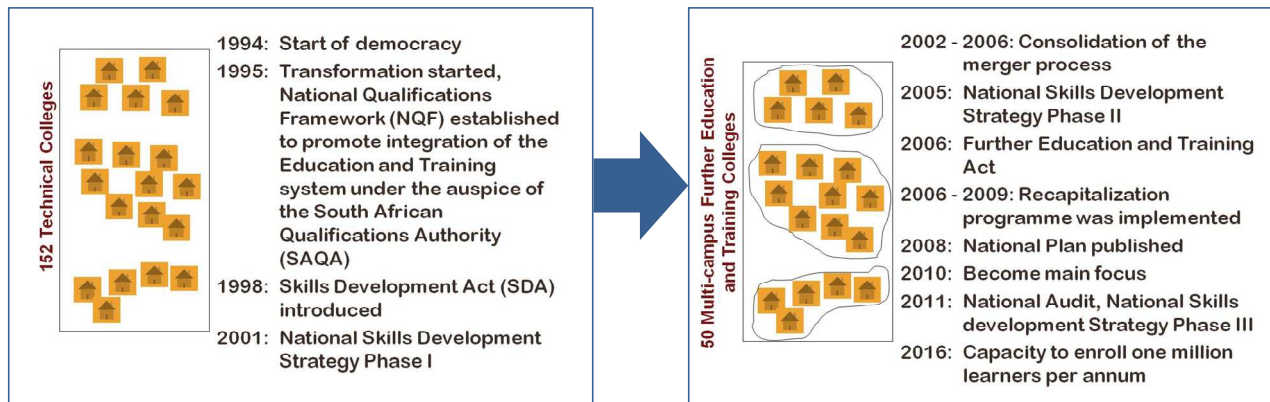 152 Technical Colleges
1994: Start of democracy
1995: Transformation started,
National Qualifications
Framework (NQF) established
to promote integration of the
Education and Training
system under the auspice of
the South African
Qualifications Authority
(SAQA)
1998: Skills Development Act (SDA)
introduced
2001: National Skills Development
Strategy Phase I
50 Multi-campus Further Education
and Training Colleges
2002 - 2006: Consolidation of the
merger process
2005: National Skills Development
Strategy Phase II
2006: Further Education and Training
Act
2006 - 2009: Recapitalization
programme was implemented
2008: National Plan published
2010: Become main focus
2011: National Audit, National Skills
development Strategy Phase III
2016: Capacity to enroll one million
learners per annum